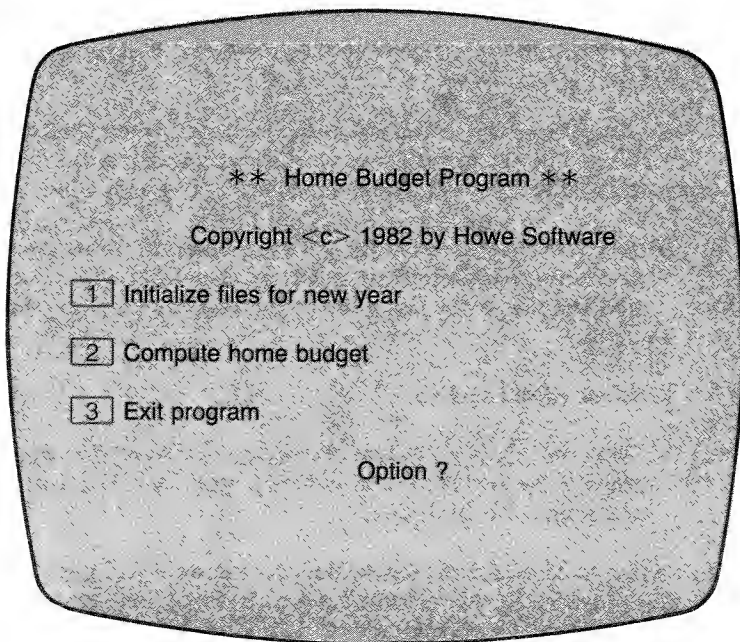 ** Home Budget Program **
Copyright <c> 1982 by Howe Software
1 Initialize files for new year
2 Compute home budget
3 Exit program
Option ?